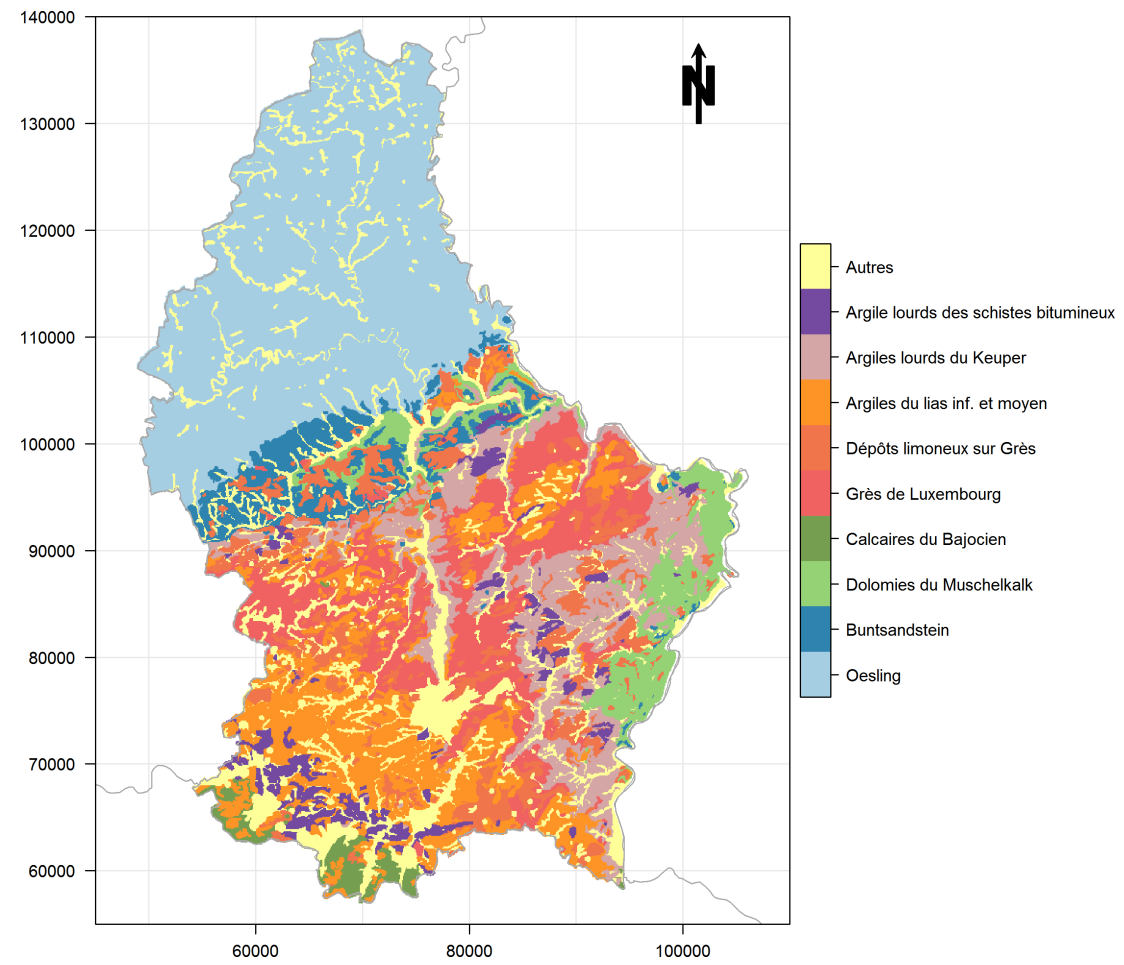 140000
130000
120000
110000
100000
90000
80000
70000
60000
60000
80000
100000
N
Autres
Argile lourds des schistes bitumineux
Argiles lourds du Keuper
Argiles du lias inf. et moyen
Dépôts limoneux sur Grès
Grès de Luxembourg
Calcaires du Bajocien
Dolomies du Muschelkalk
Buntsandstein
Oesling